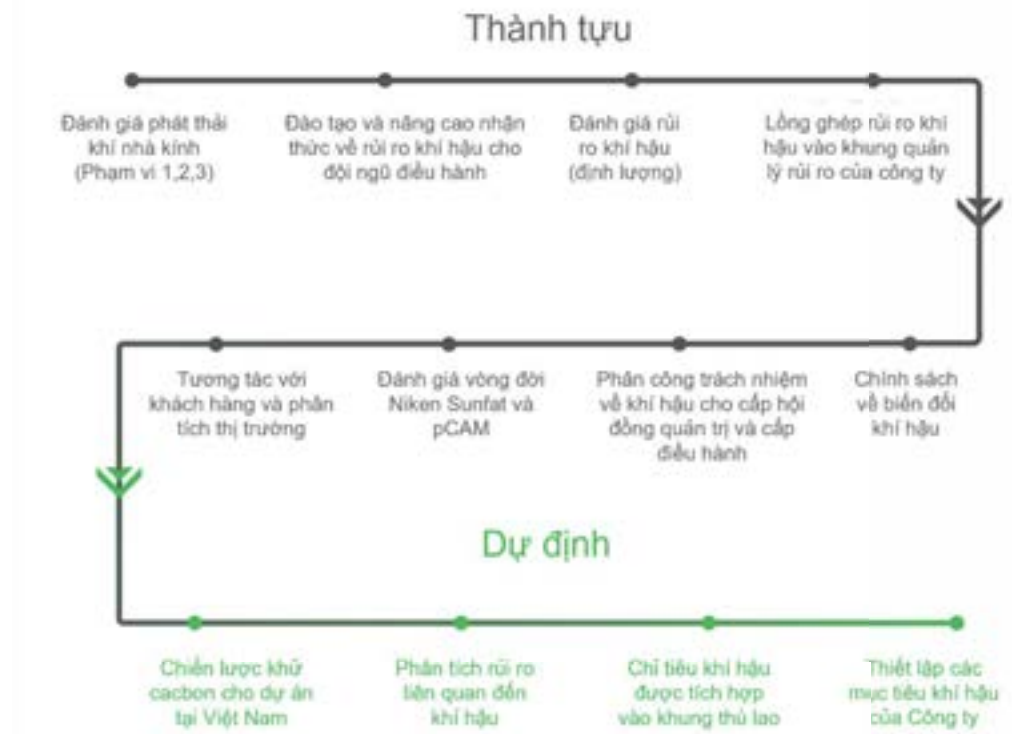 Thành tựu
Đánh giá phát thải
khí nhà kính
(Phạm vi 1,2,3)
Đào tạo và nâng cao nhận
thức về rủi ro khí hậu cho
đội ngũ điều hành
Đánh giá rủi
ro khí hậu
(định lượng)
Lồng ghép rủi ro khí
hậu vào khung quản
lý rủi ro của công ty
Tương tác với
khách hàng và phân
tích thị trường
Đánh giá vòng đời
Niken Sunfat và
pCAM
Phân công trách nhiệm
về khí hậu cho cấp hội
đồng quản trị và cấp
điều hành
Chính sách
về biến đổi
khí hậu
Dự định
Chiến lược khử
cacbon cho dự án
tại Việt Nam
Phân tích rủi ro
liên quan đến
khí hậu
Chỉ tiêu khí hậu
được tích hợp
vào khung thù lao
Thiết lập các
mục tiêu khí hậu
của Công ty